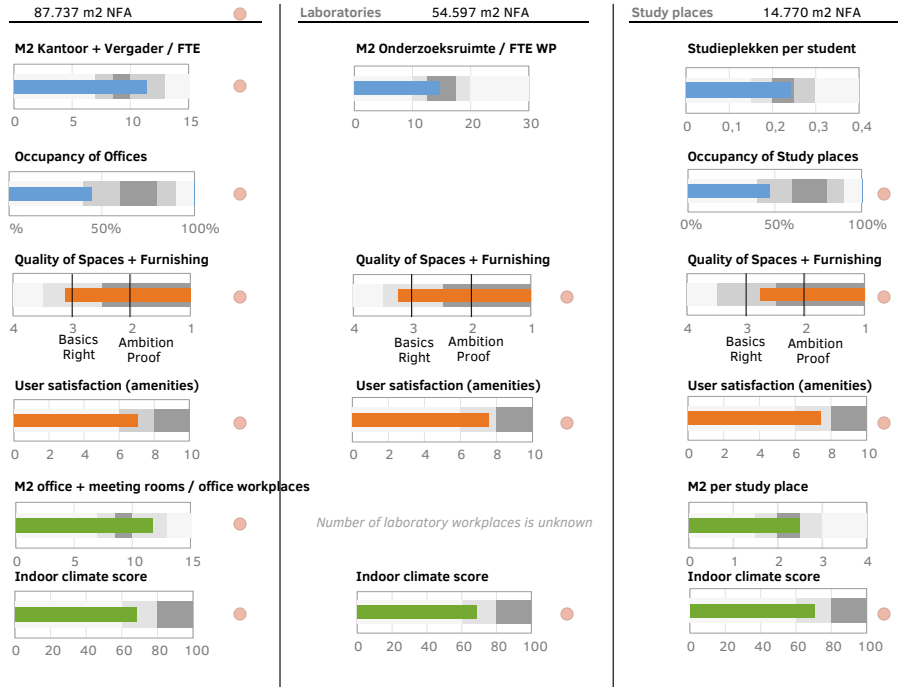 87.737 m2 NFA
M2 Kantoor + Vergader / FTE
0 5 10 15
Occupancy of Offices
% 50% 100%
Quality of Spaces + Furnishing
4 3 2 1
Basics Right
Ambition Proof
User satisfaction (amenities)
0 2 4 6 8 10
M2 office + meeting rooms / office workplaces
0 5 10 15
Indoor climate score
0 20 40 60 80 100
Laboratories 54.597 m2 NFA
M2 Onderzoeksruimte / FTE WP
0 10 20 30
Quality of Spaces + Furnishing
4 3 2 1
Basics Right
Ambition Proof
User satisfaction (amenities)
0 2 4 6 8 10
Number of laboratory workplaces is unknown
Indoor climate score
0 20 40 60 80 100
Study places 14.770 m2 NFA
Studieplekken per student
0 0,1 0,2 0,3 0,4
Occupancy of Study places
0% 50% 100%
Quality of Spaces + Furnishing
4 3 2 1
Basics Right
Ambition Proof
User satisfaction (amenities)
0 2 4 6 8 10
M2 per study place
0 1 2 3 4
Indoor climate score
0 20 40 60 80 100